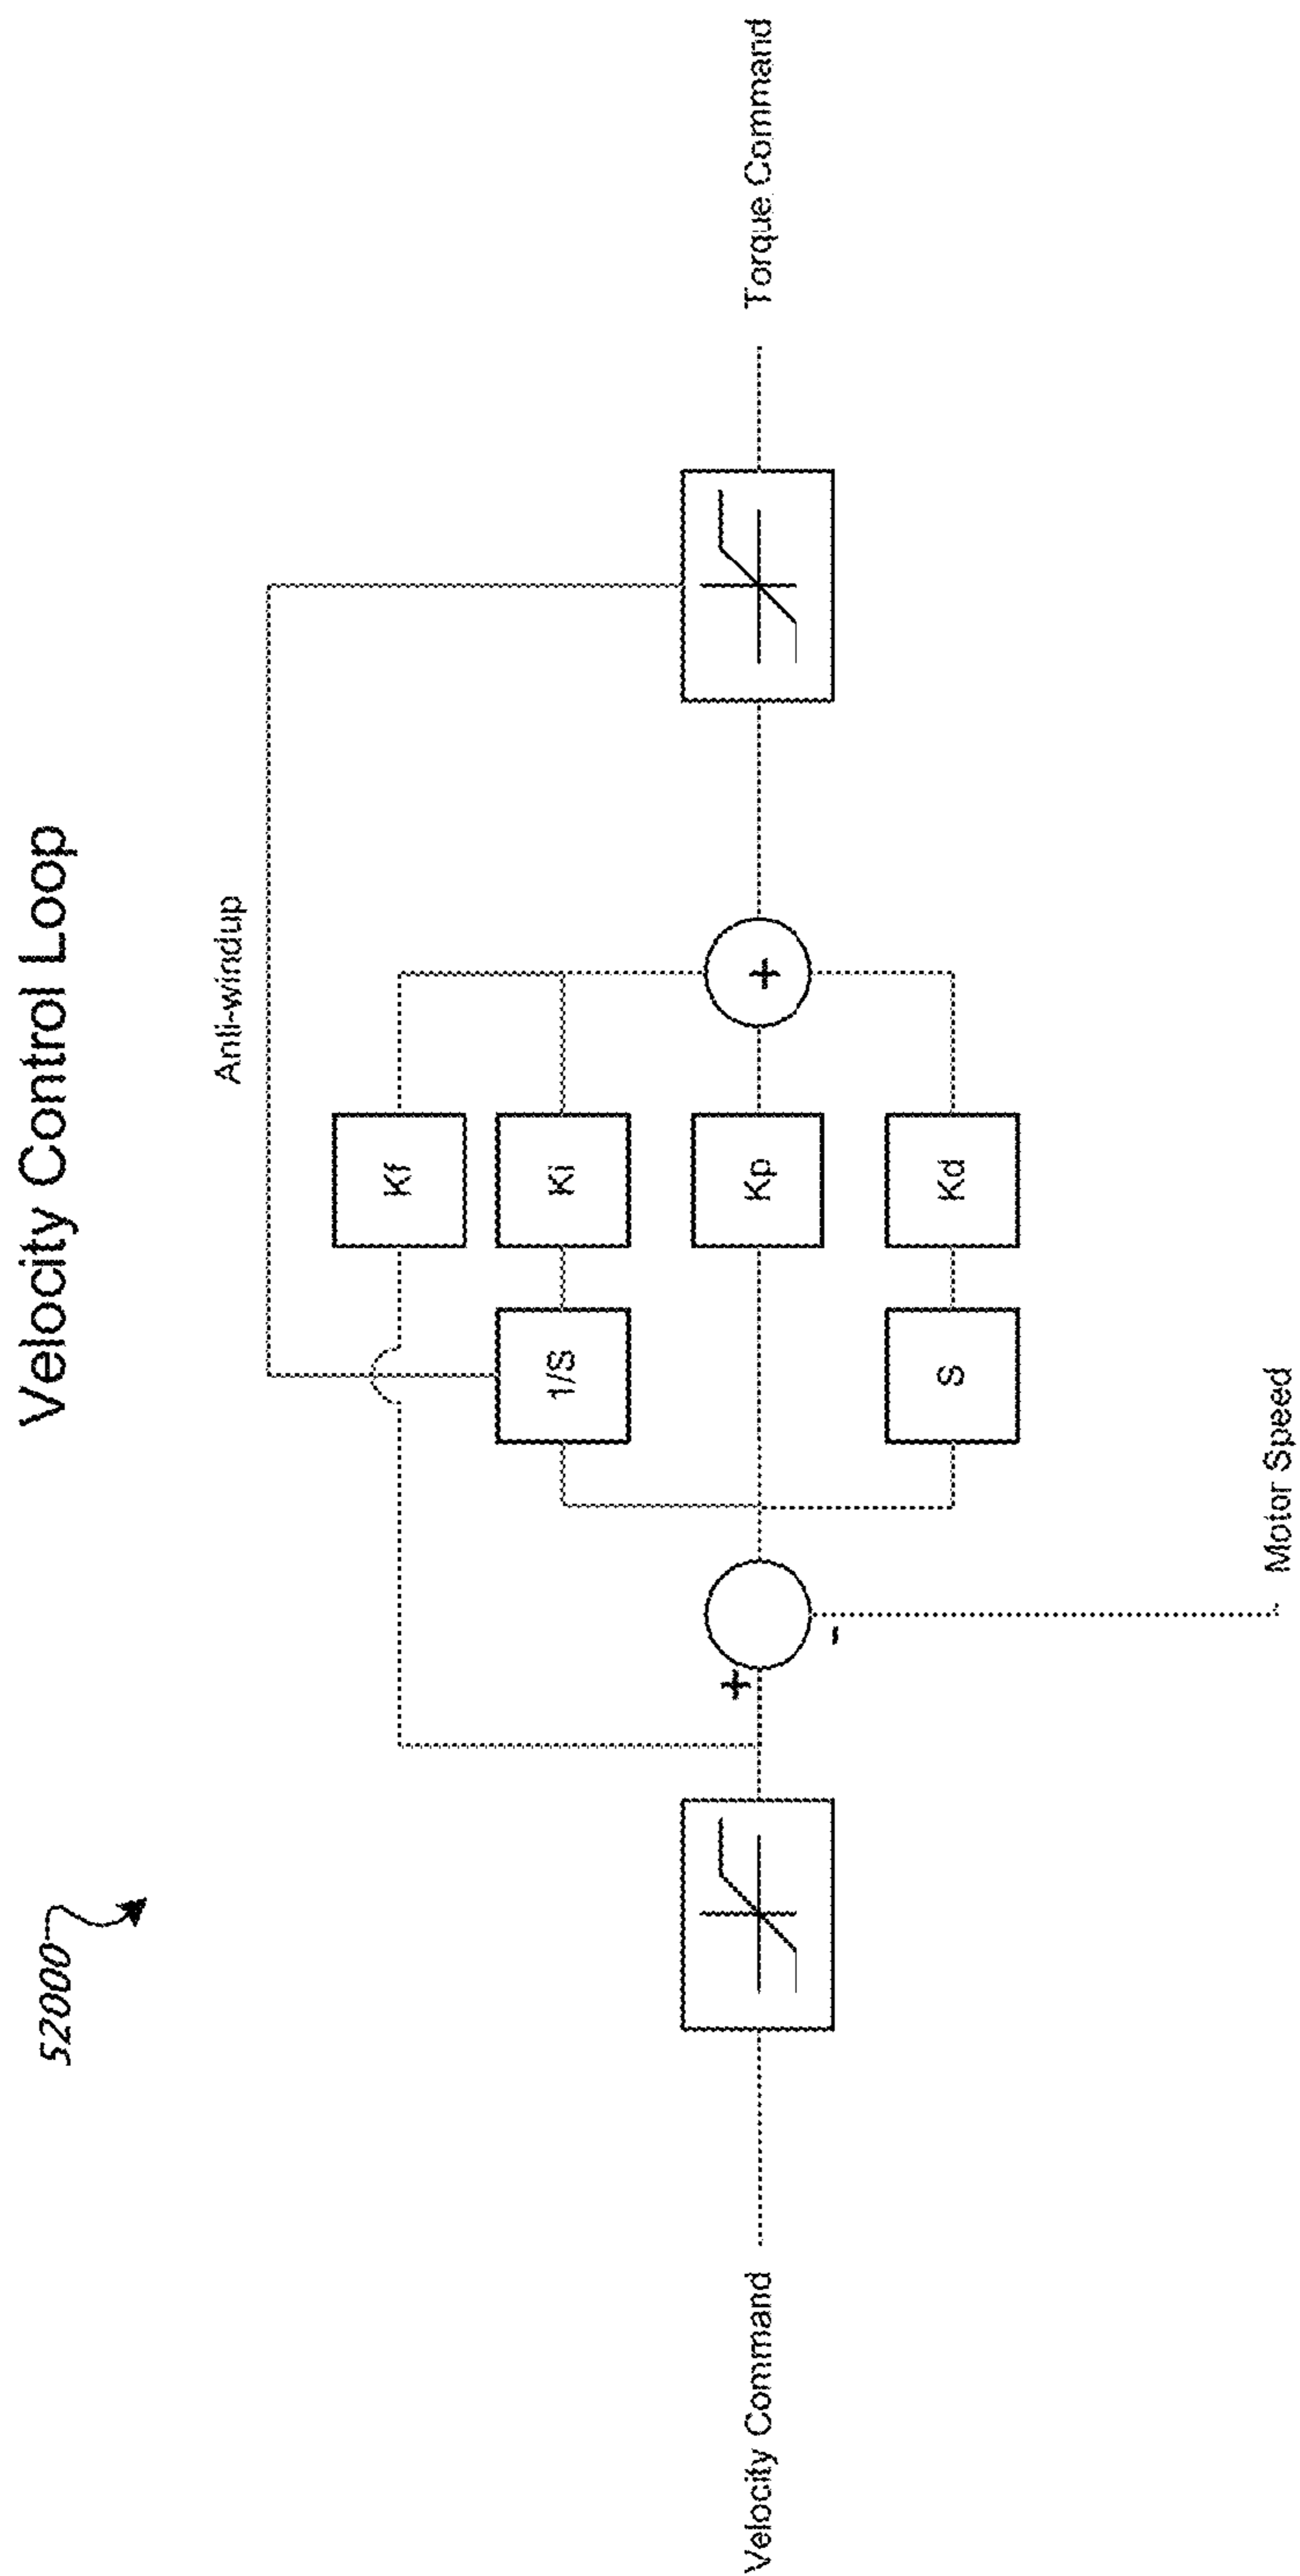 Velocity Control Loop
52000
Anti-windup
Kf
1/S
Ki
Velocity Command
+
-
Kp
+
Torque Command
S
Kd
Motor Speed